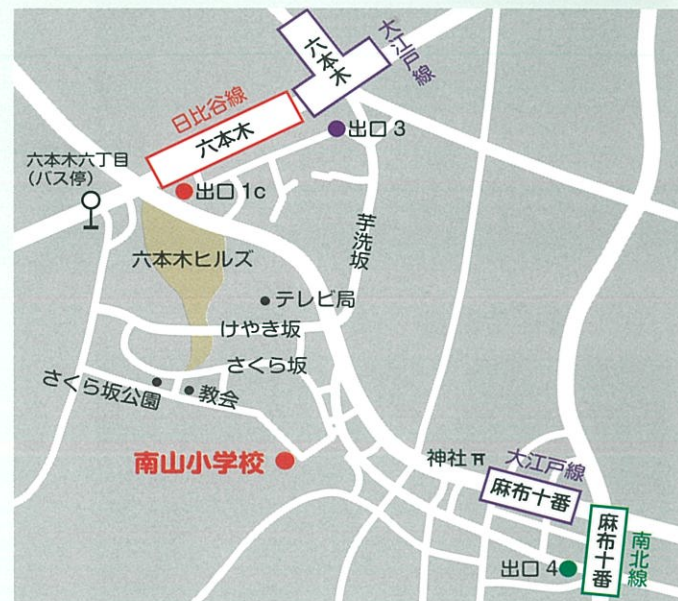 六本木
大江戸線
日比谷線
六本木
出口 3
六本木六丁目
(バス停)
出口 1c
芋洗坂
六本木ヒルズ
テレビ局
けやき坂
さくら坂
さくら坂公園
教会
南山小学校
神社
大江戸線
麻布十番
麻布十番
南北線
出口 4